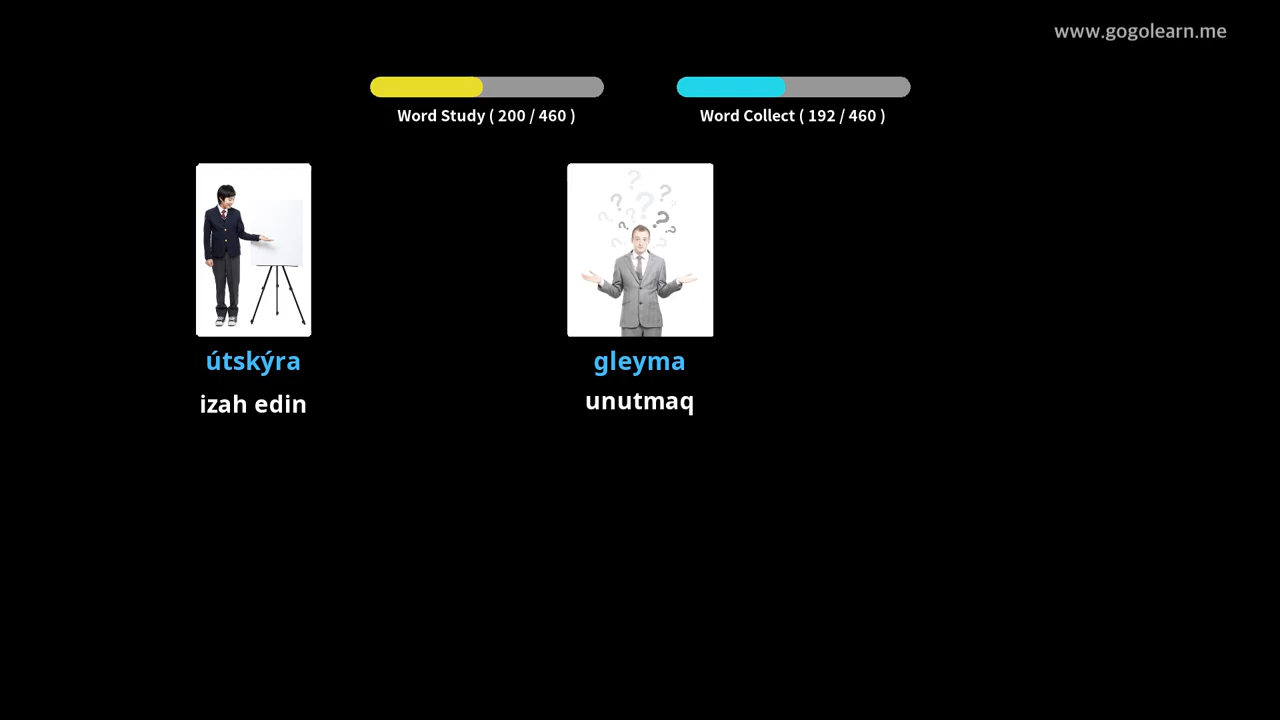 www.gogolearn.me
Word Study ( 200 / 460 )
Word Collect ( 192 / 460 )
útskýra
gleyma
izah edin
unutmaq